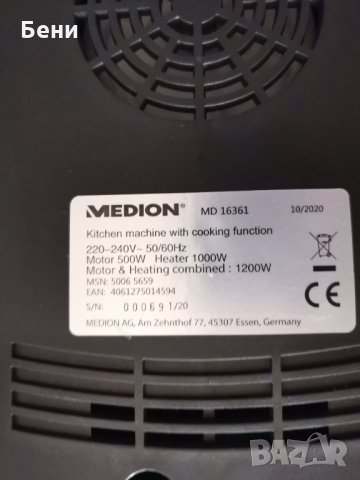 Бени
MEDION MD 16361 10/2020
Kitchen machine with cooking function
220-240V~ 50/60Hz
Motor 500W Heater 1000W
Motor & Heating combined : 1200W
MSN: 5006 5659
EAN: 4061275014594
S/N: 000691/20
MEDION AG, Am Zehnthof 77, 45307 Essen, Germany
CE
BAZAR